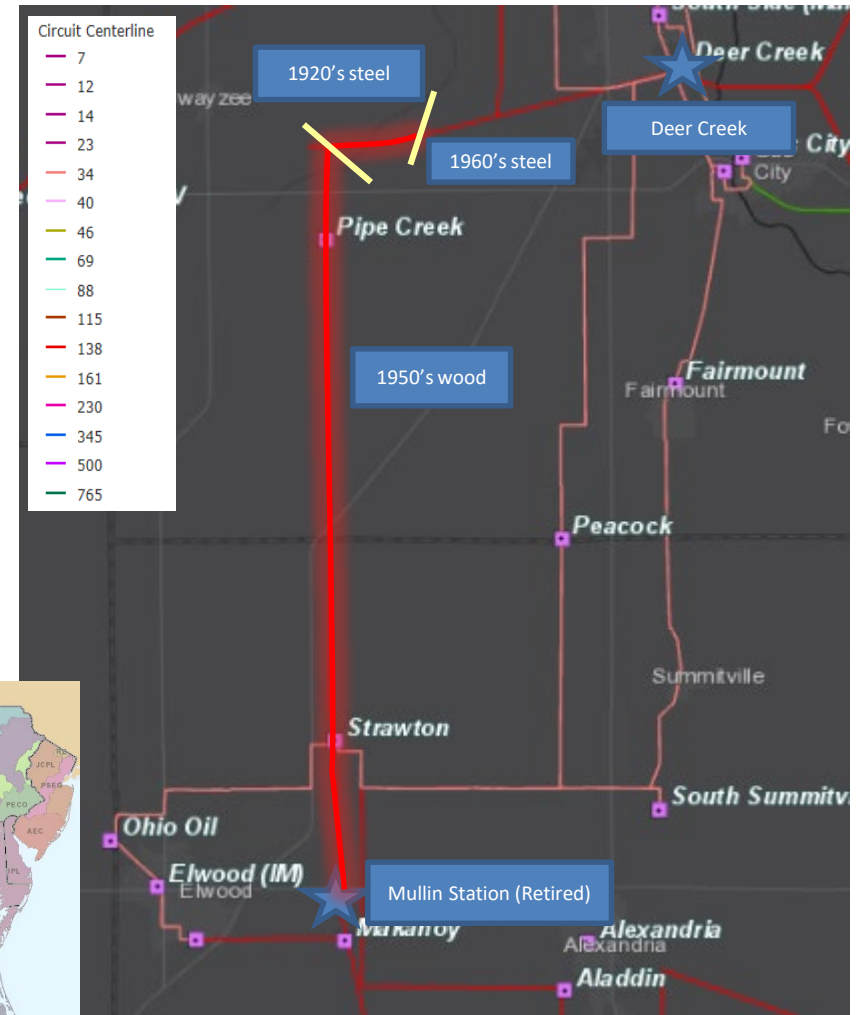 Circuit Centerline
7
12
14
23
34
40
46
69
88
115
138
161
230
345
500
765
1920's steel
Deer Creek
Deer Creek
City
City
1960's steel
Pipe Creek
1950's wood
Fairmount
Fairmount
Peacock
Summitville
Strawton
Ohio Oil
Elwood (IM)
Elwood
Mullin Station (Retired)
Alexandria
Alexandria
Aladdin
JCPL
PSEG
PECO
AEC